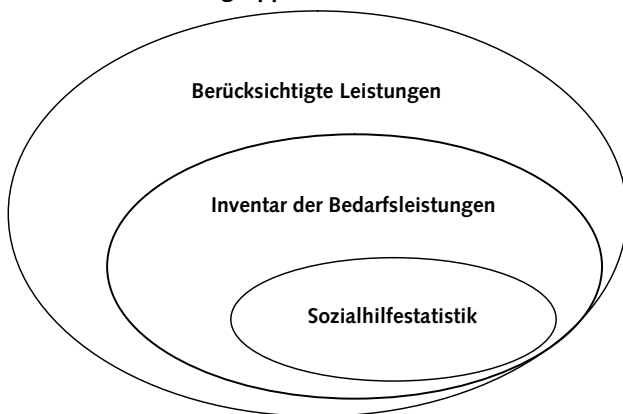 Berücksichtigte Leistungen
Inventar der Bedarfsleistungen
Sozialhilfestatistik